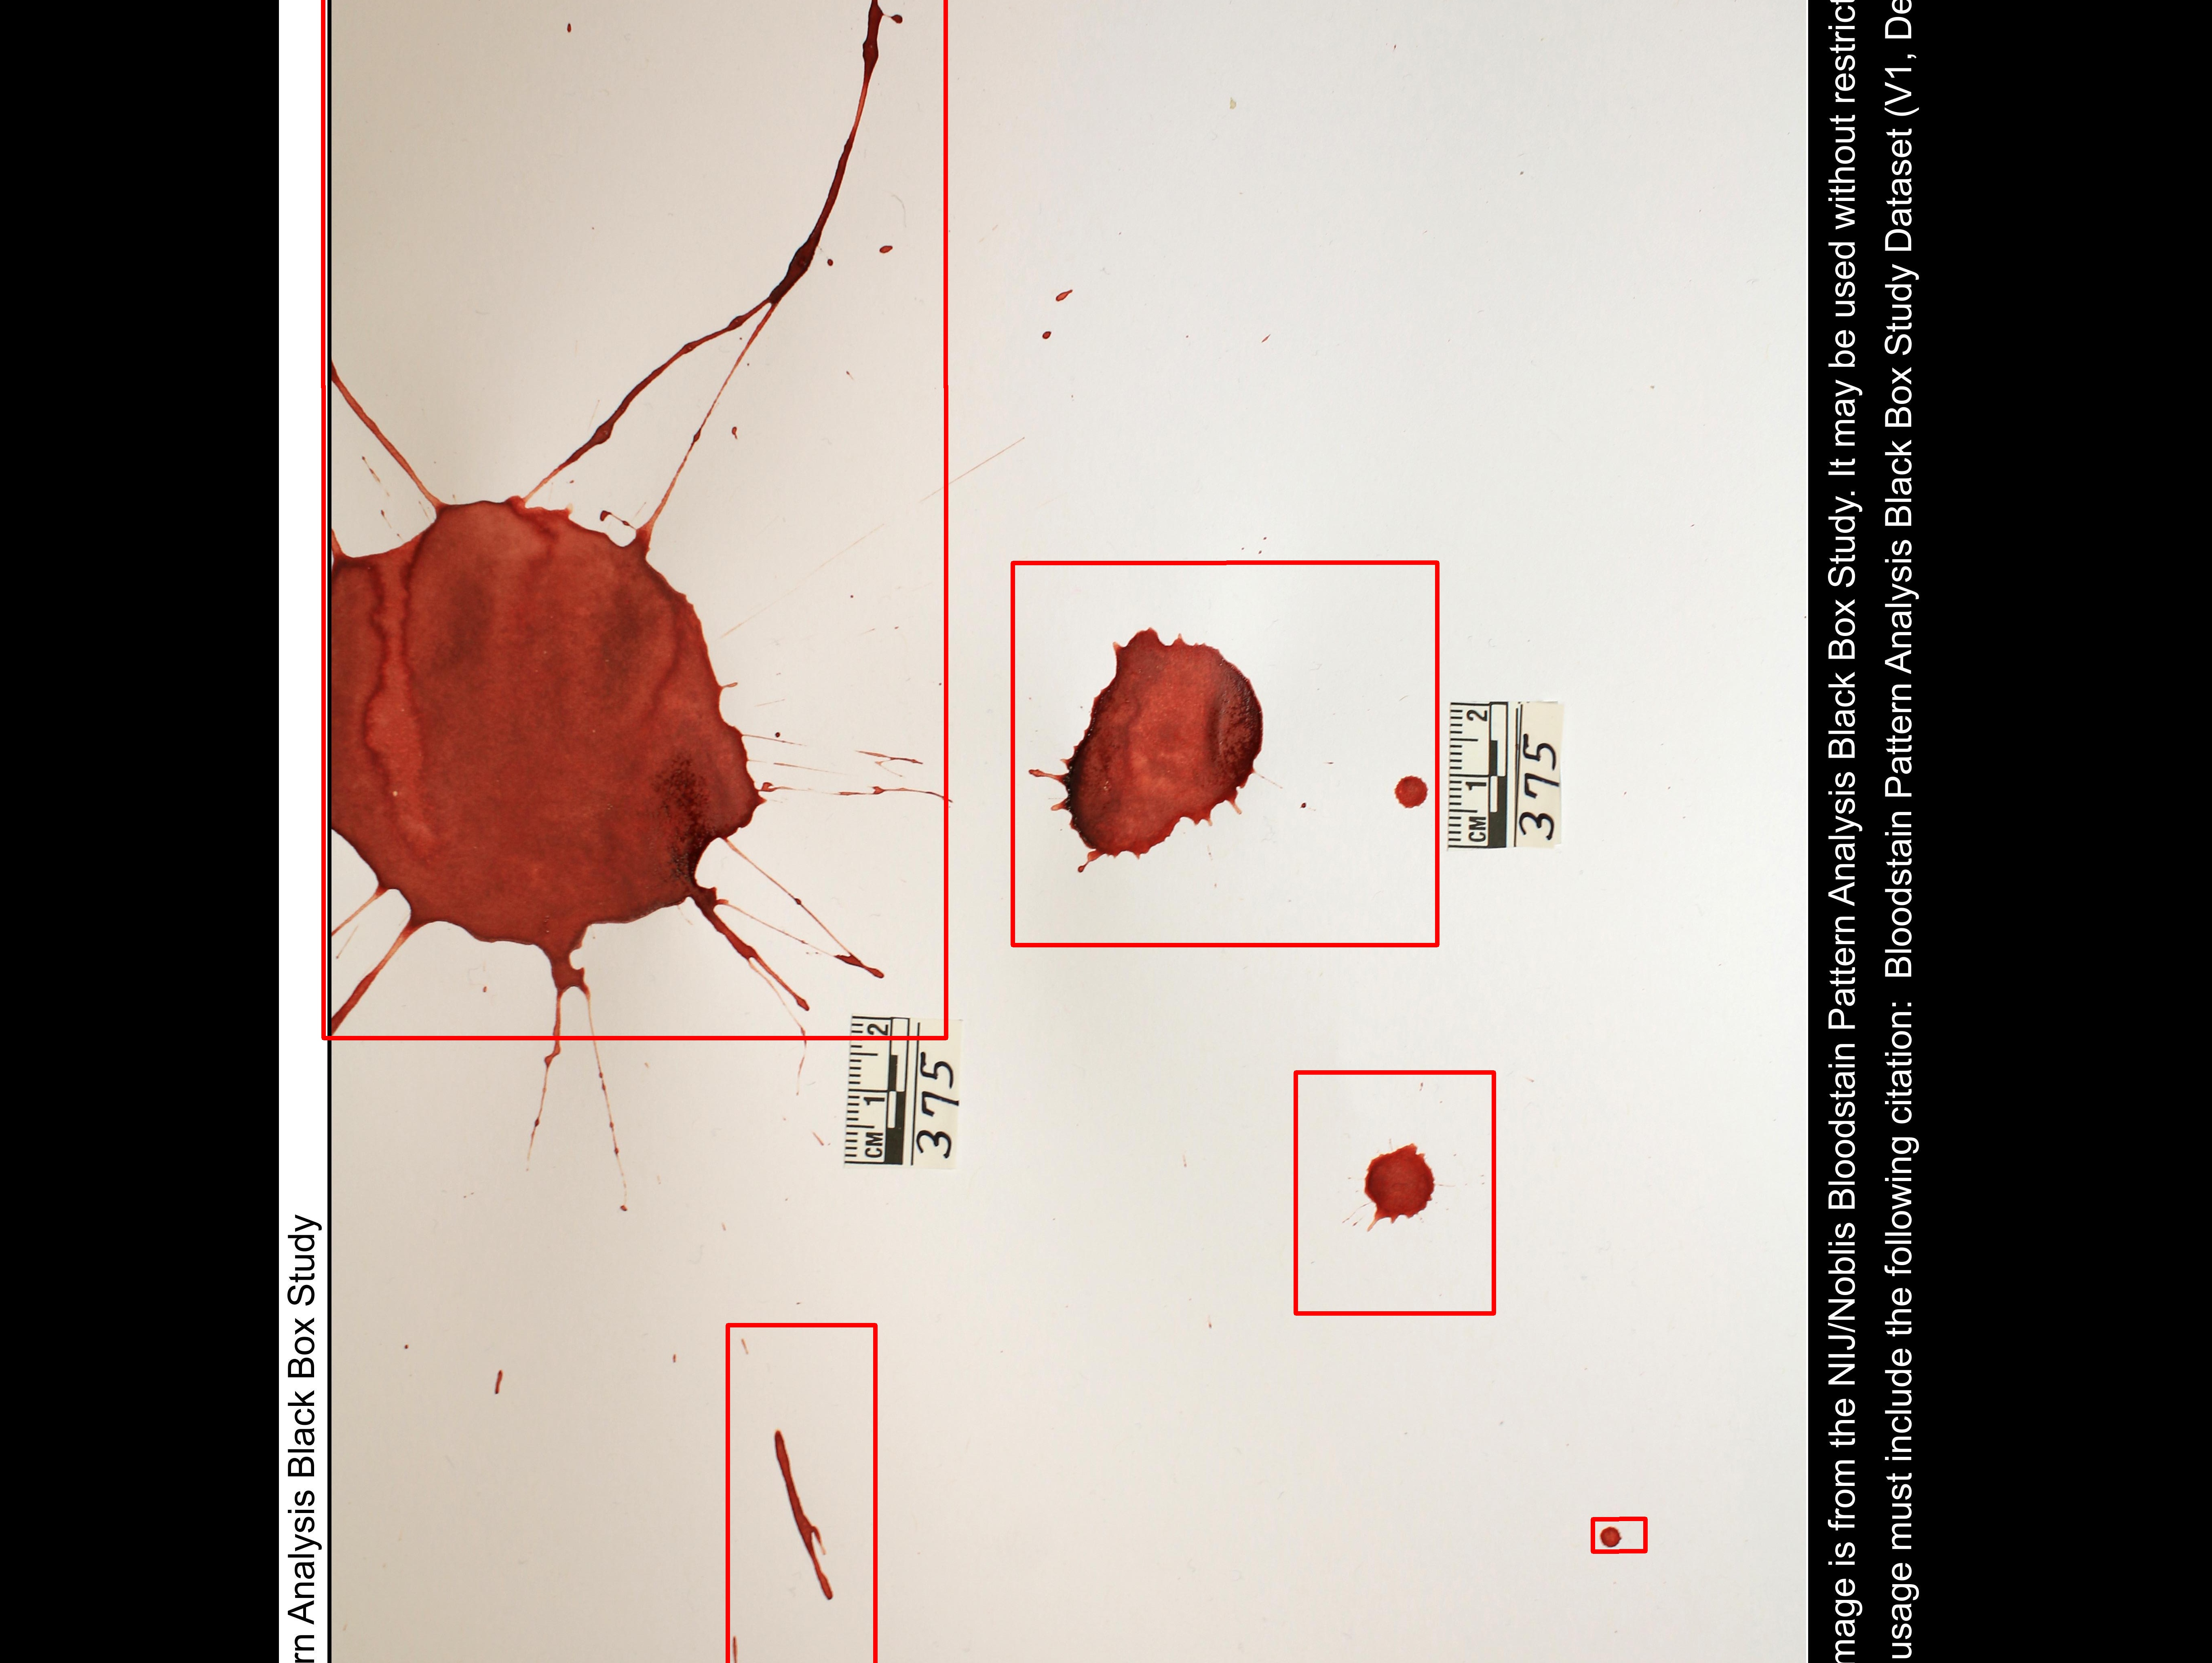 rn Analysis Black Box Study
CM 1 2
375
CM 1 2
375
mage is from the NIJ/Noblis Bloodstain Pattern Analysis Black Box Study. It may be used without restrict
usage must include the following citation: Bloodstain Pattern Analysis Black Box Study Dataset (V1, De